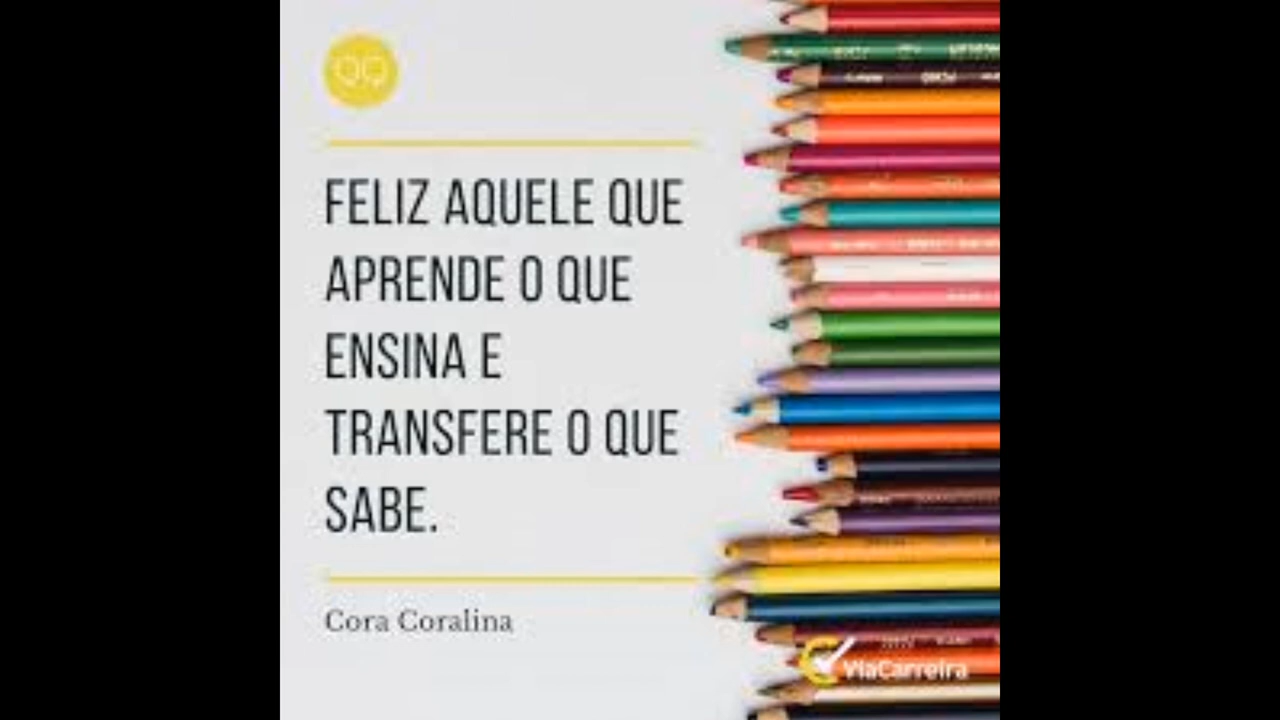 FELIZ AQUELE QUE
APRENDE O QUE
ENSINA E
TRANSFERE O QUE
SABE.
Cora Coralina
ViaCarreira